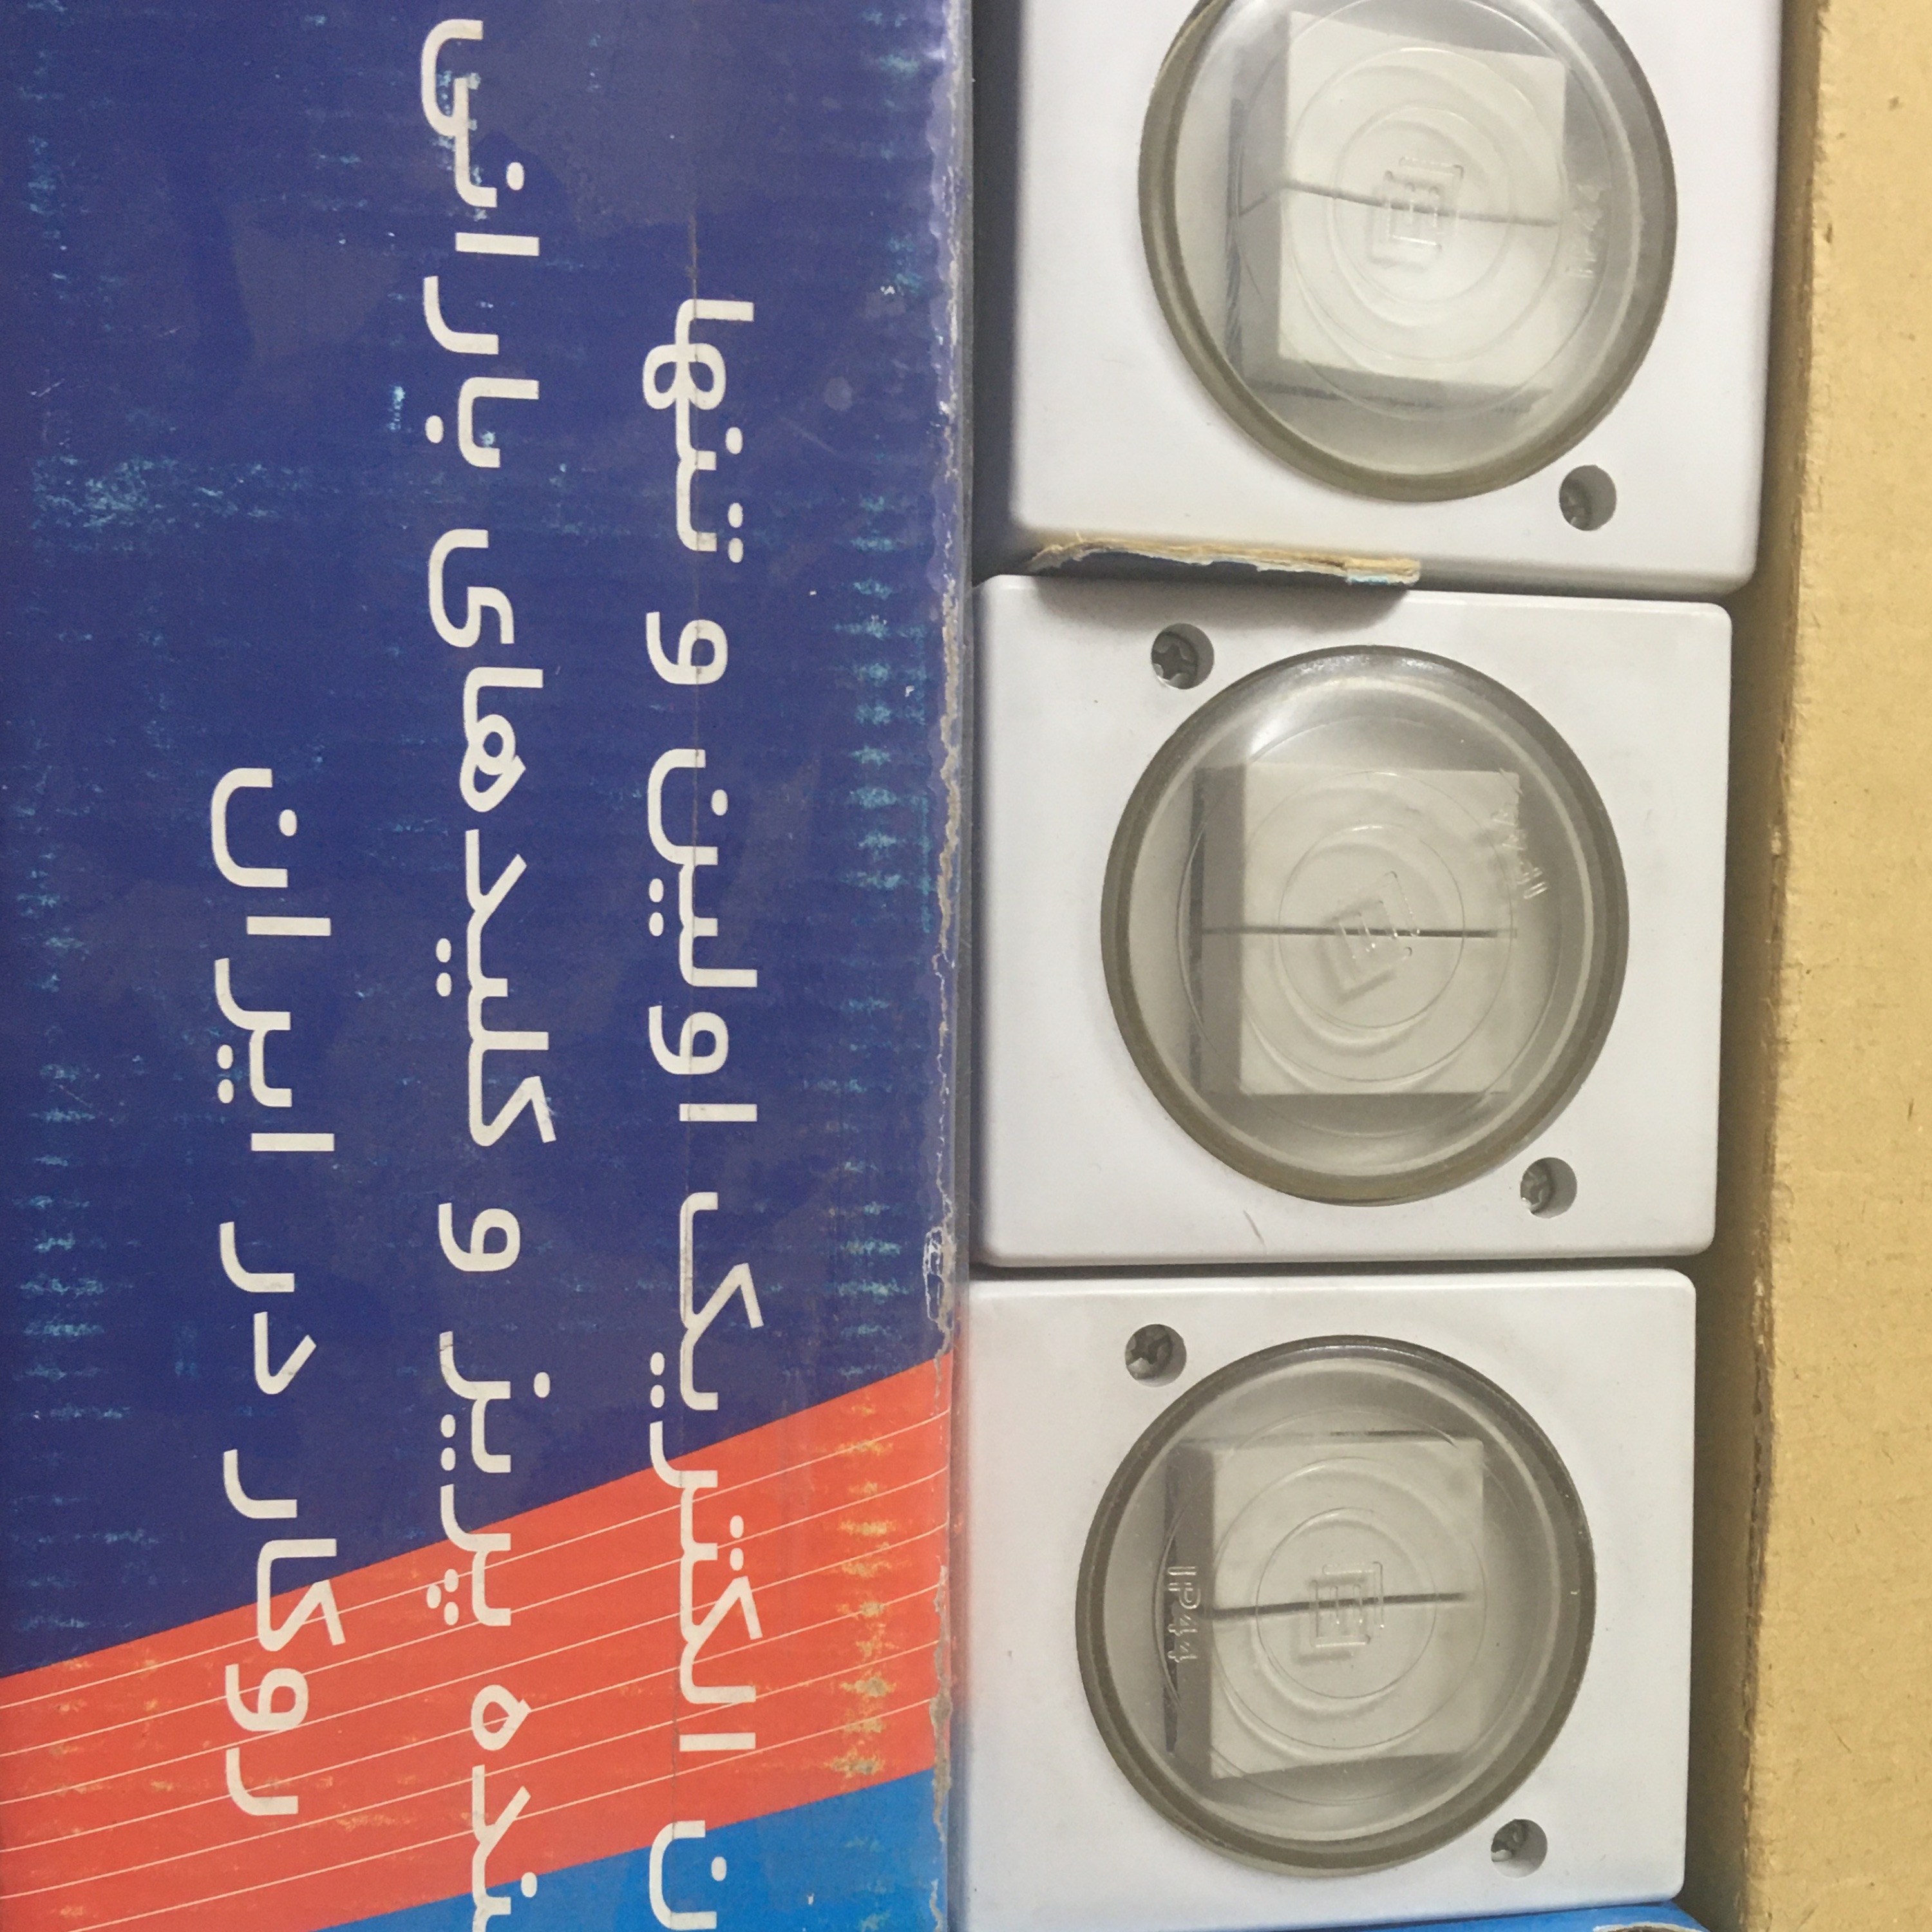 ن الکتریک اولین و تنها
نده پریز و کلیدهای بارانی
روکار در ایران
IP44
IP44
IP44